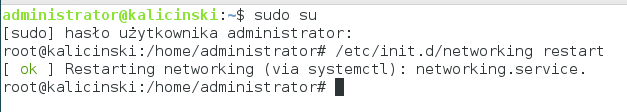 administrator@kalicinski:~$ sudo su
[sudo] hasło użytkownika administrator:
root@kalicinski:/home/administrator# /etc/init.d/networking restart
[ ok ] Restarting networking (via systemctl): networking.service.
root@kalicinski:/home/administrator#